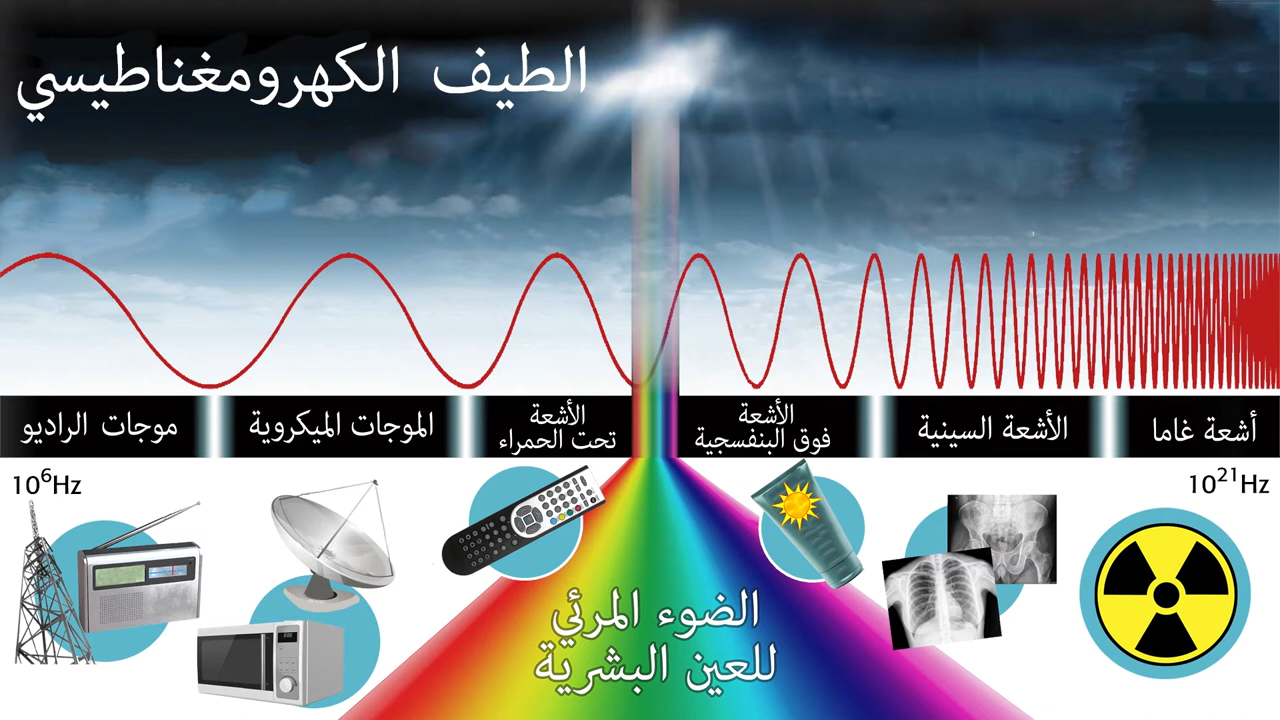 الطيف الكهرومغناطيسي
موجات الراديو
الموجات الميكروية
الأشعة
تحت الحمراء
الأشعة
فوق البنفسجية
الأشعة السينية
أشعة غاما
10⁶Hz
10²¹Hz
الضوء المرئي
للعين البشرية